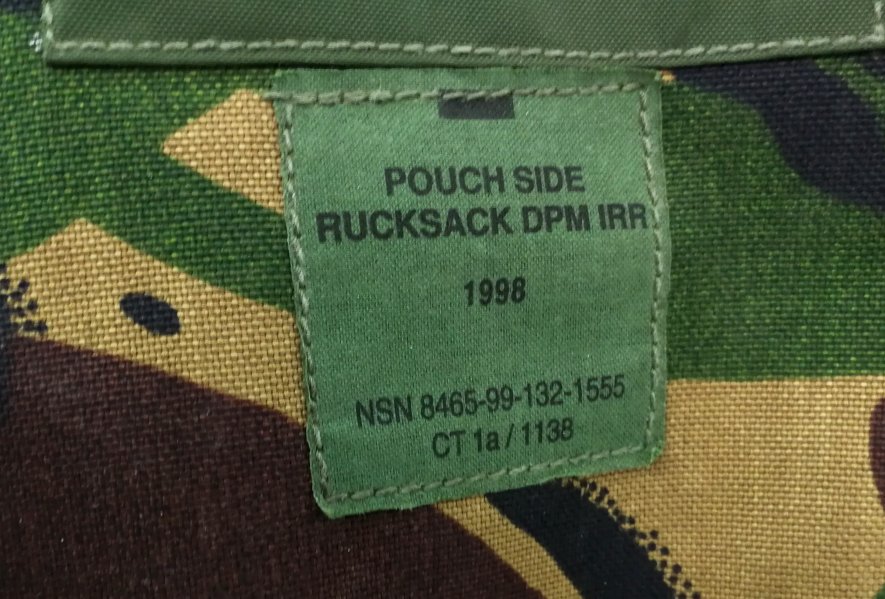 POUCH SIDE
RUCKSACK DPM IRR
1998
NSN 8465-99-132-1555
CT 1a / 1138